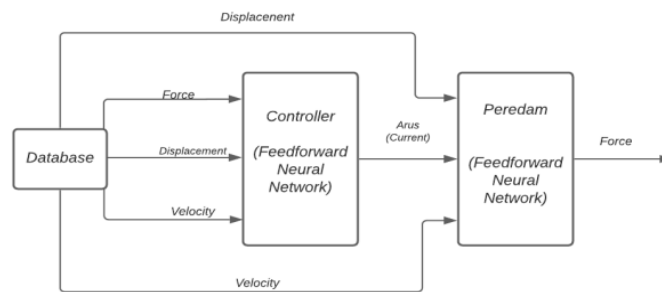 Displacenent
Force
Controller
(Feedforward
Neural
Network)
Database
Displacement
Velocity
Arus
(Current)
Peredam
(Feedforward
Neural
Network)
Force
Velocity